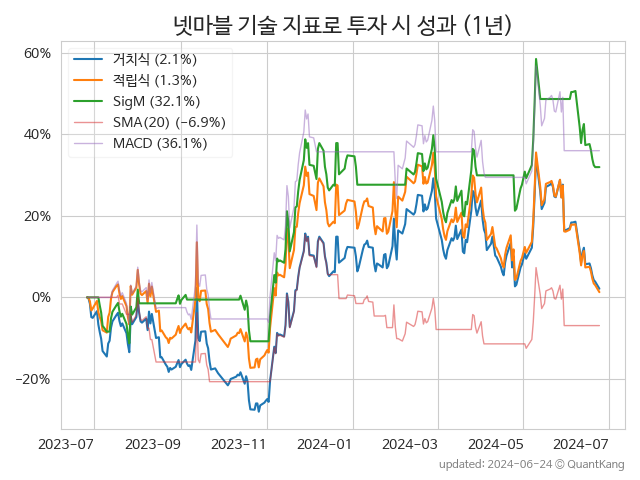 넷마블 기술 지표로 투자 시 성과 (1년)
거치식 (2.1%)
적립식 (1.3%)
SigM (32.1%)
SMA(20) (−6.9%)
MACD (36.1%)
60%
40%
20%
0%
−20%
2023-07
2023-09
2023-11
2024-01
2024-03
2024-05
2024-07
updated: 2024-06-24 © QuantKang